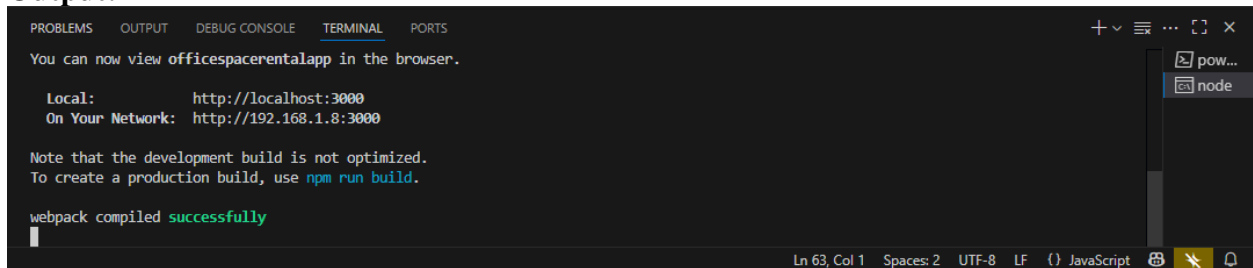 PROBLEMS OUTPUT DEBUG CONSOLE TERMINAL PORTS
You can now view officespacerentalapp in the browser.
pow...
node
Local: http://localhost:3000
On Your Network: http://192.168.1.8:3000
Note that the development build is not optimized.
To create a production build, use npm run build.
webpack compiled successfully
Ln 63, Col 1 Spaces: 2 UTF-8 LF {} JavaScript